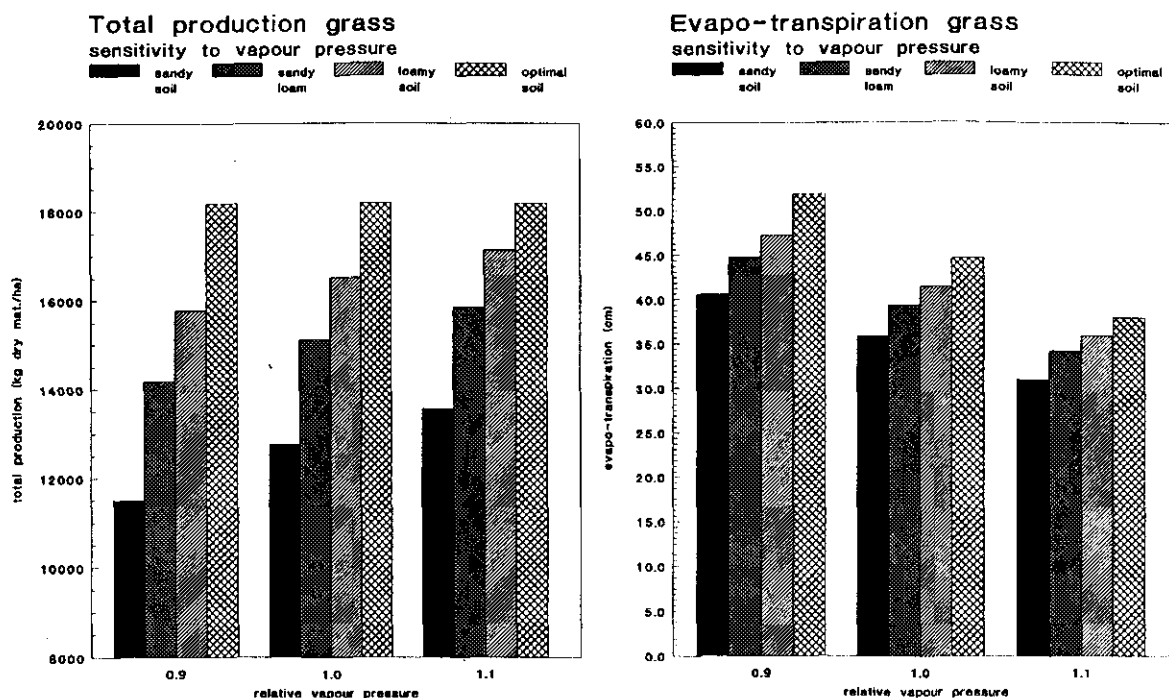 Total production grass
sensitivity to vapour pressure
sandy soil
sandy loam
loamy soil
optimal soil
20000
18000
16000
14000
12000
10000
8000
total production (kg dry mat./ha)
0.9
1.0
1.1
relative vapour pressure
Evapo-transpiration grass
sensitivity to vapour pressure
sandy soil
sandy loam
loamy soil
optimal soil
60.0
55.0
50.0
45.0
40.0
35.0
30.0
25.0
20.0
15.0
10.0
5.0
0.0
evapo-transpiration (cm)
0.9
1.0
1.1
relative vapour pressure